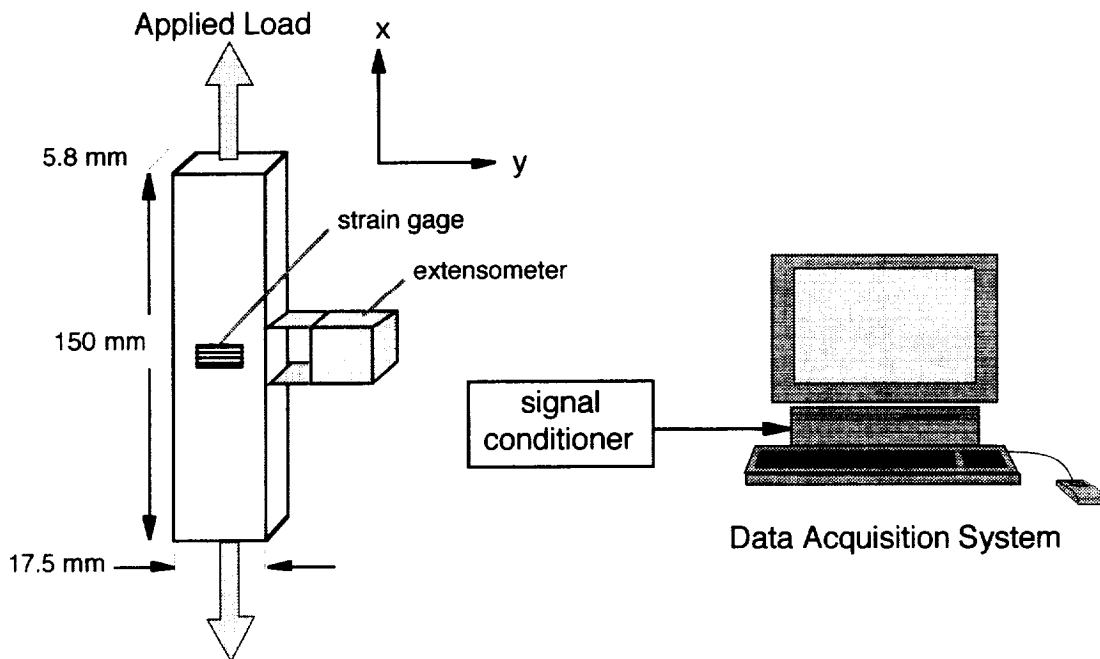 Applied Load
x
5.8 mm
y
strain gage
extensometer
150 mm
signal
conditioner
17.5 mm
Data Acquisition System